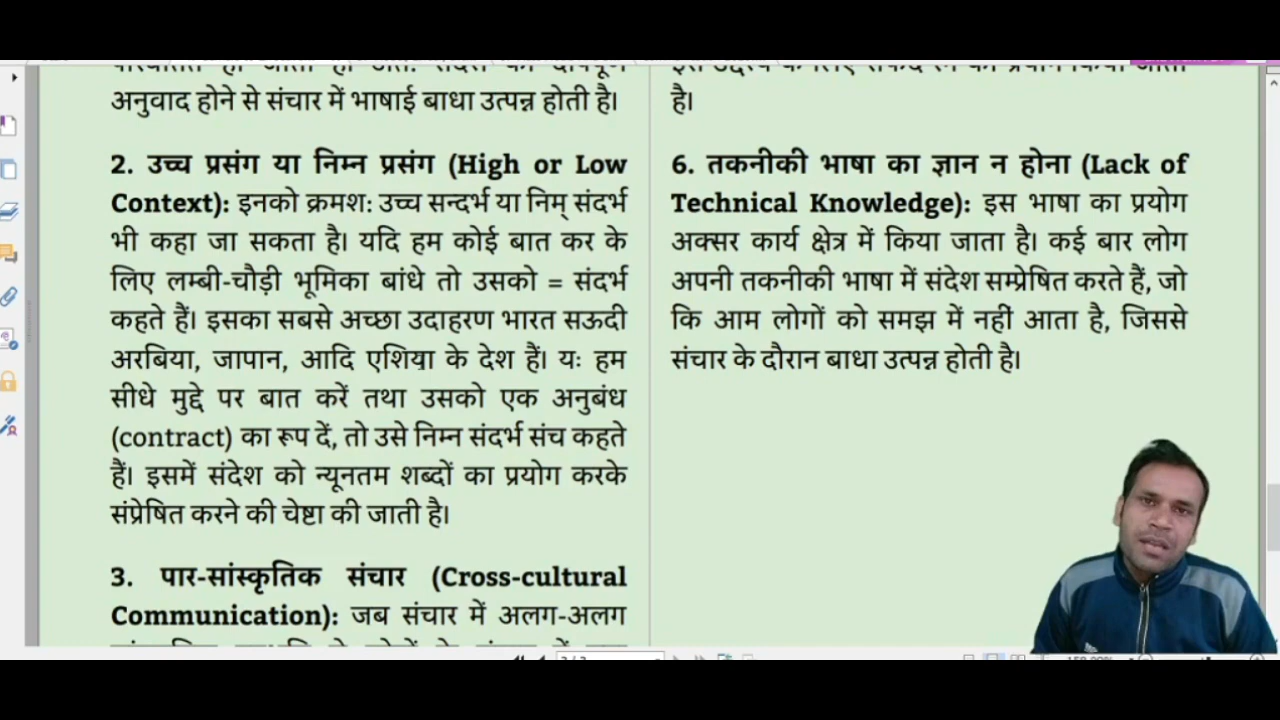 अनुवाद होने से संचार में भाषाई बाधा उत्पन्न होती है।
2. उच्च प्रसंग या निम्न प्रसंग (High or Low
Context): इनको क्रमश: उच्च सन्दर्भ या निम् संदर्भ
भी कहा जा सकता है। यदि हम कोई बात कर के
लिए लम्बी-चौड़ी भूमिका बांधे तो उसको = संदर्भ
कहते हैं। इसका सबसे अच्छा उदाहरण भारत सऊदी
अरबिया, जापान, आदि एशिया के देश हैं। यः हम
सीधे मुद्दे पर बात करें तथा उसको एक अनुबंध
(contract) का रूप दें, तो उसे निम्न संदर्भ संच कहते
हैं। इसमें संदेश को न्यूनतम शब्दों का प्रयोग करके
संप्रेषित करने की चेष्टा की जाती है।
3. पार-सांस्कृतिक संचार (Cross-cultural
Communication): जब संचार में अलग-अलग
है।
6. तकनीकी भाषा का ज्ञान न होना (Lack of
Technical Knowledge): इस भाषा का प्रयोग
अक्सर कार्य क्षेत्र में किया जाता है। कई बार लोग
अपनी तकनीकी भाषा में संदेश सम्प्रेषित करते हैं, जो
कि आम लोगों को समझ में नहीं आता है, जिससे
संचार के दौरान बाधा उत्पन्न होती है।